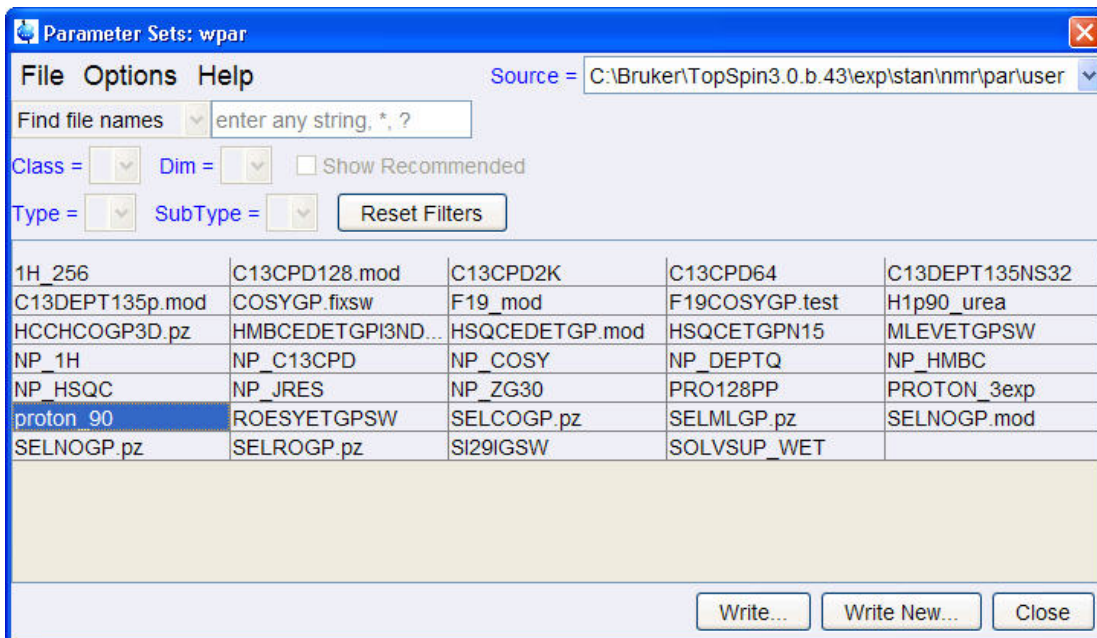 Parameter Sets: wpar
File Options Help Source = C:\Bruker\TopSpin3.0.b.43\exp\stan\nmr\par\user
Find file names enter any string, *, ?
Class = Dim = Show Recommended
Type = SubType = Reset Filters
1H_256 C13CPD128.mod C13CPD2K C13CPD64 C13DEPT135NS32
C13DEPT135p.mod COSYGP.fixsw F19_mod F19COSYGP.test H1p90_urea
HCCHCOGP3D.pz HMBCEDETGPI3ND... HSQCEDETGP.mod HSQCETGPN15 MLEVETGPSW
NP_1H NP_C13CPD NP_COSY NP_DEPTQ NP_HMBC
NP_HSQC NP_JRES NP_ZG30 PRO128PP PROTON_3exp
proton_90 ROESYETGPSW SELCOGP.pz SELMLGP.pz SELNOGP.mod
SELNOGP.pz SELROGP.pz SI29IGSW SOLVSUP_WET
Write... Write New... Close